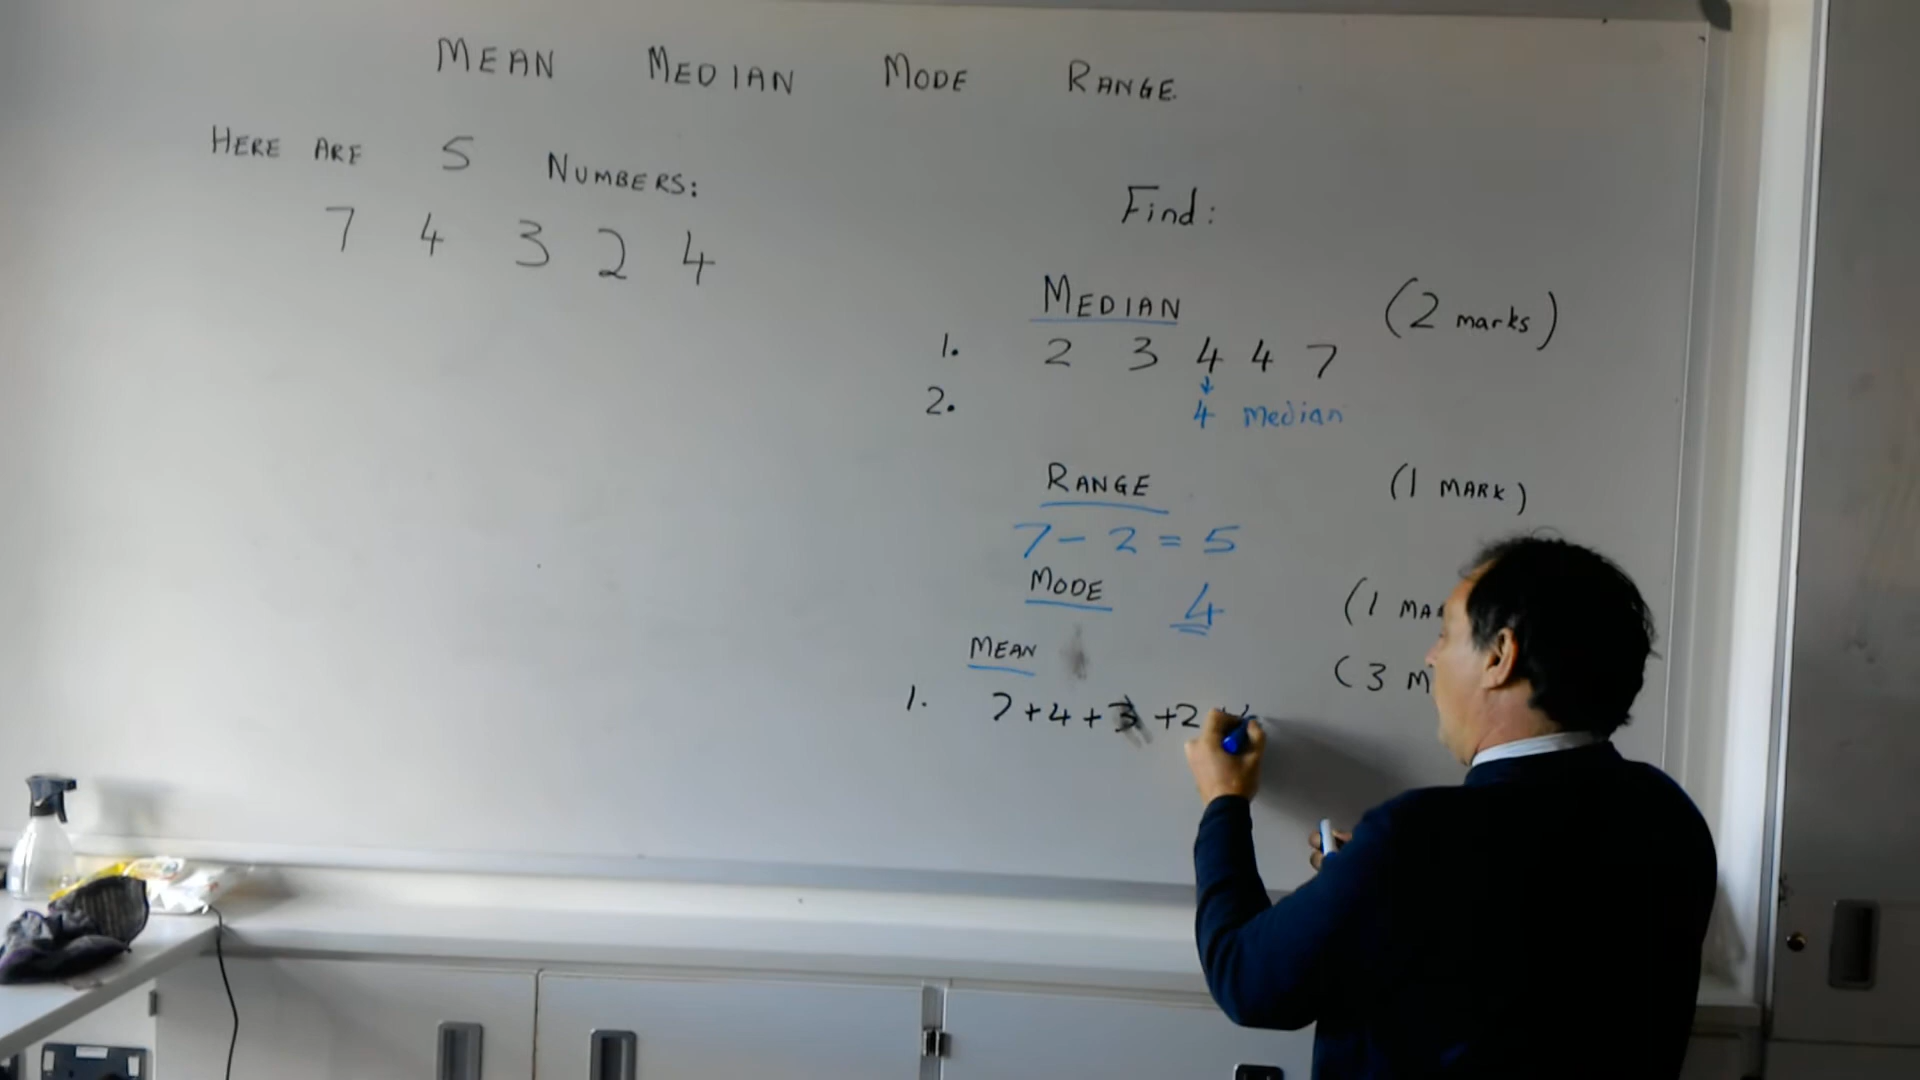 MEAN MEDIAN MODE RANGE
HERE ARE 5 NUMBERS:
7 4 3 2 4
Find:
MEDIAN (2 marks)
1. 2 3 4 4 7
2. 4 Median
RANGE (1 MARK)
7 - 2 = 5
MODE 4 (1
MEAN (3
1. 7 + 4 + 3 + 2